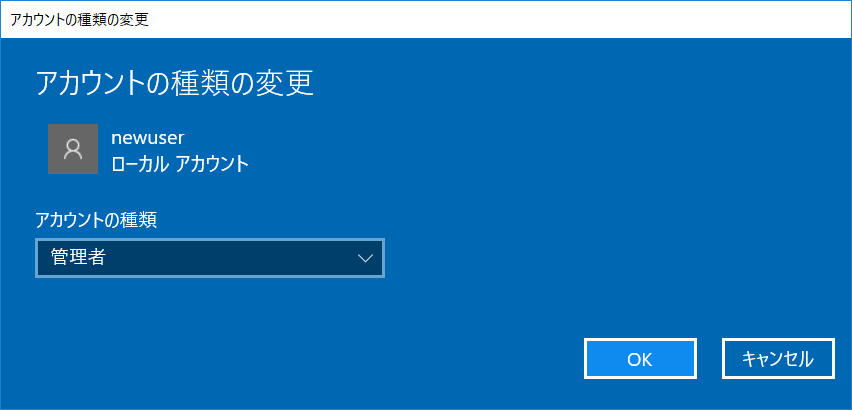 アカウントの種類の変更
アカウントの種類の変更
newuser
ローカル アカウント
アカウントの種類
管理者
OK
キャンセル